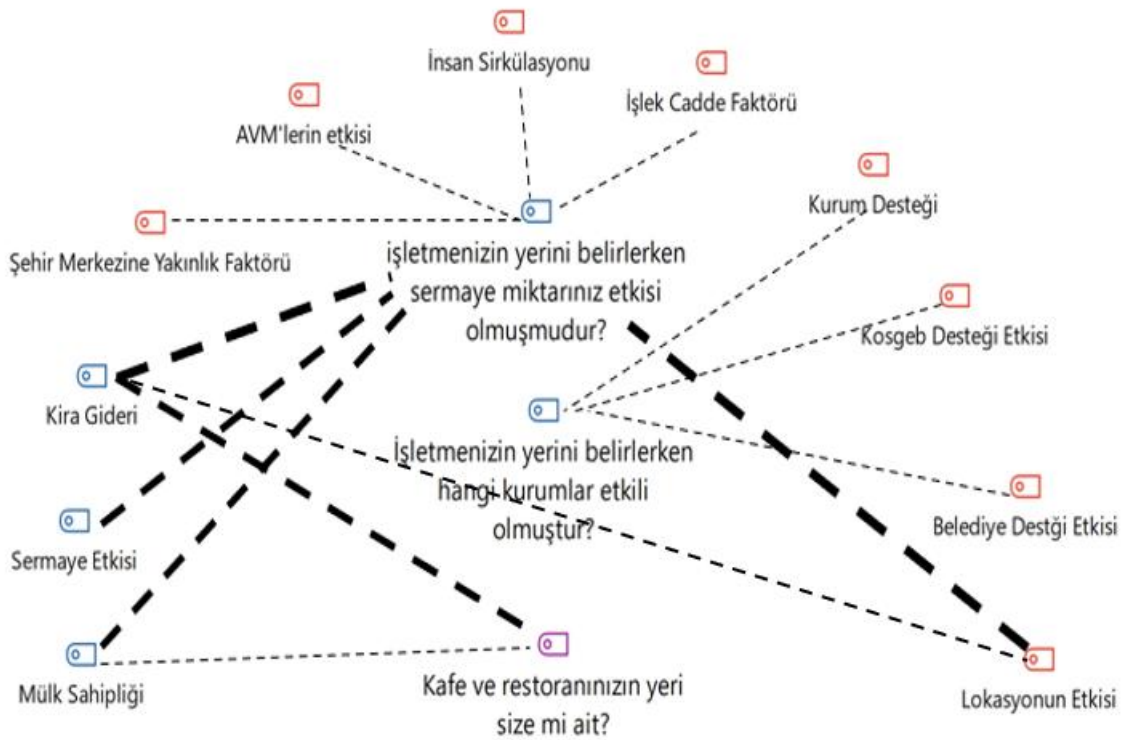 İnsan Sirkülasyonu
İşlek Cadde Faktörü
AVM'lerin etkisi
Kurum Desteği
Şehir Merkezine Yakınlık Faktörü
işletmenizin yerini belirlerken
sermaye miktarınız etkisi
olmuşmudur?
Kosgeb Desteği Etkisi
Kira Gideri
İşletmenizin yerini belirlerken
hangi kurumlar etkili
olmuştur?
Belediye Destği Etkisi
Sermaye Etkisi
Mülk Sahipliği
Kafe ve restoranınızın yeri
size mi ait?
Lokasyonun Etkisi